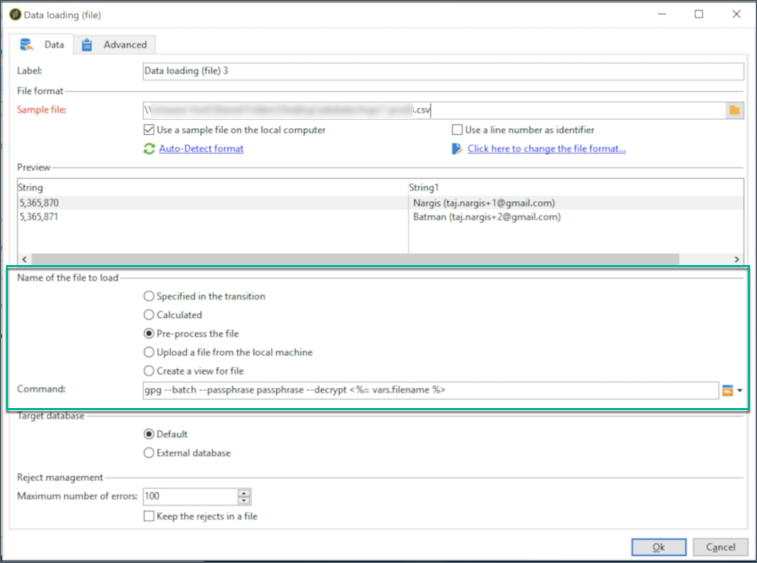 Data loading (file)
Data Advanced
Label: Data loading (file) 3
File format
Sample file: \\ .csv
Use a sample file on the local computer Use a line number as identifier
Auto-Detect format Click here to change the file format...
Preview
String String1
5,365,870 Nargis (taj.nargis+1@gmail.com)
5,365,871 Batman (taj.nargis+2@gmail.com)
Name of the file to load
Specified in the transition
Calculated
Pre-process the file
Upload a file from the local machine
Create a view for file
Command: gpg --batch --passphrase passphrase --decrypt <%= vars.filename %>
Target database
Default
External database
Reject management
Maximum number of errors: 100
Keep the rejects in a file
Ok Cancel